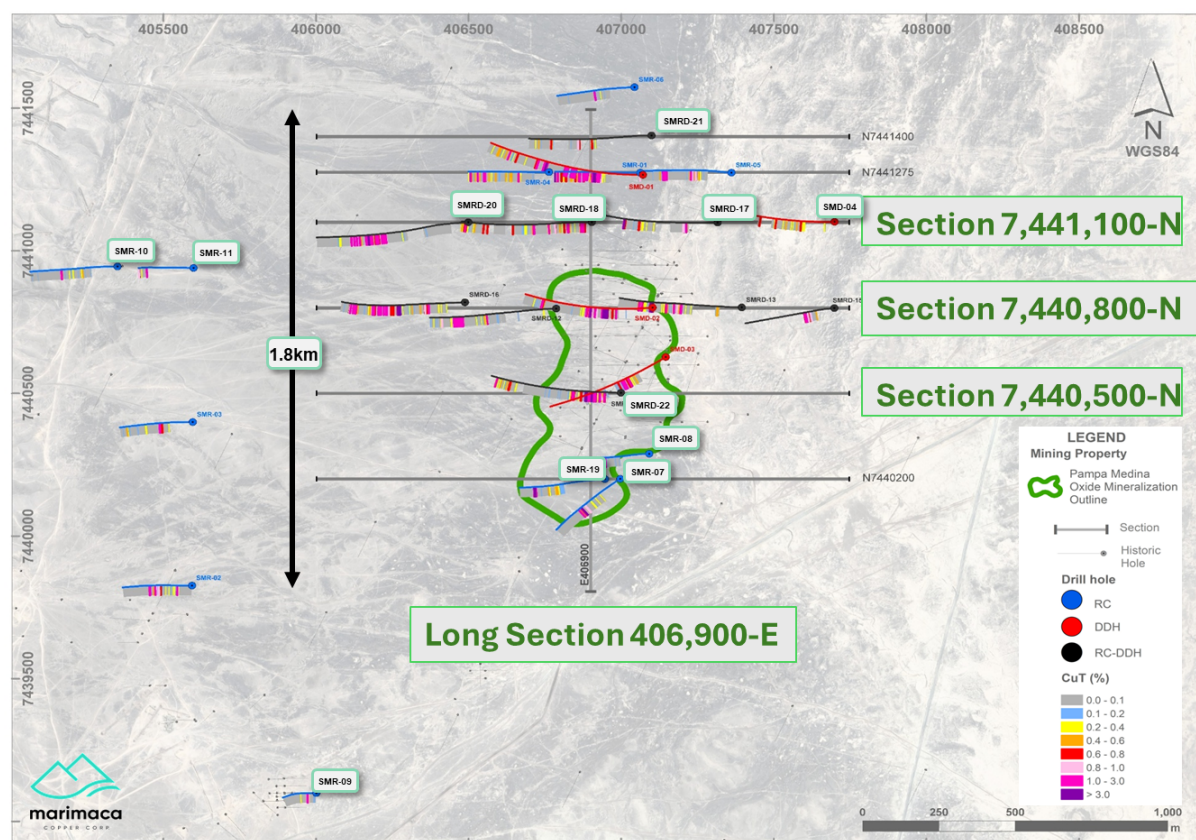 405500
406000
406500
407000
407500
408000
408500
7441500
7441000
7440500
7440000
7439500
SMR-06
SMRD-21
N7441400
N
WGS84
SMR-01
SMR-05
SMR-04
SMD-01
N7441275
SMRD-20
SMRD-18
SMRD-17
SMD-04
Section 7,441,100-N
SMR-10
SMR-11
SMRD-16
SMRD-12
SMD-02
SMRD-13
SMRD-15
Section 7,440,800-N
1.8km
SMD-03
SMRD-22
Section 7,440,500-N
SMR-03
SMR-08
SMR-19
SMR-07
N7440200
E406900
SMR-02
Long Section 406,900-E
SMR-09
LEGEND
Mining Property
Pampa Medina
Oxide Mineralization
Outline
Section
Historic
Hole
Drill hole
RC
DDH
RC-DDH
CuT (%)
0.0 - 0.1
0.1 - 0.2
0.2 - 0.4
0.4 - 0.6
0.6 - 0.8
0.8 - 1.0
1.0 - 3.0
> 3.0
0 250 500 1,000
m
marimaca
COPPER CORP